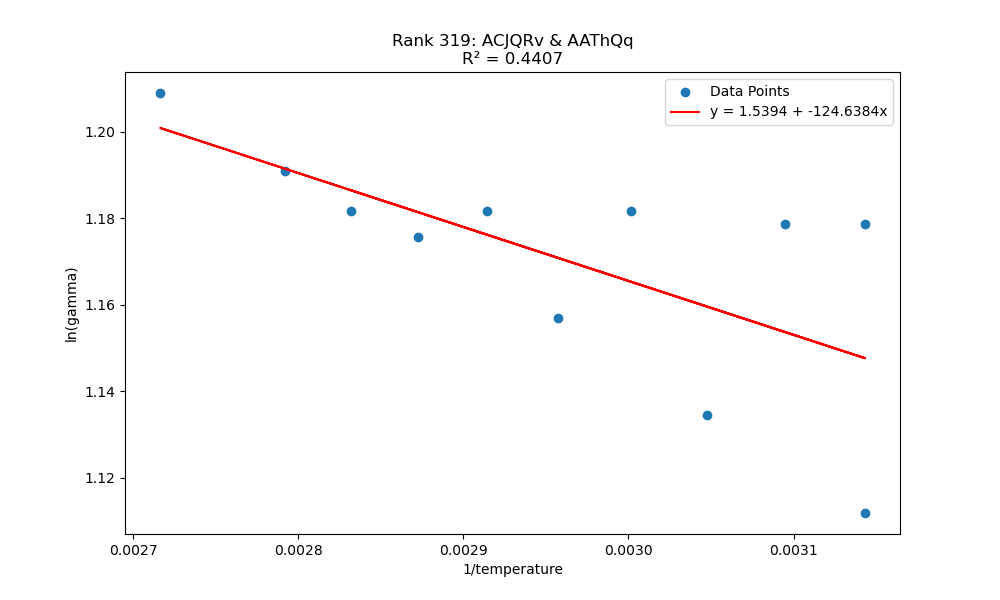 Rank 319: ACJQRv & AAThQq
R² = 0.4407
Data Points
y = 1.5394 + -124.6384x
ln(gamma)
1.20
1.18
1.16
1.14
1.12
0.0027
0.0028
0.0029
0.0030
0.0031
1/temperature